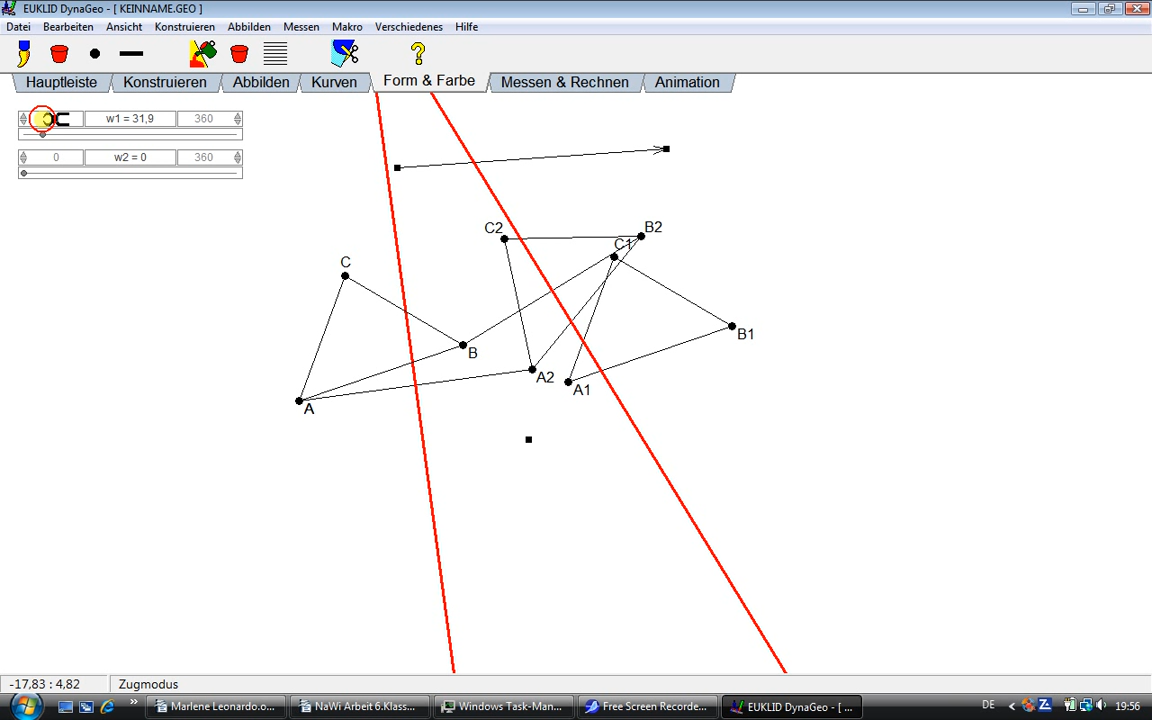 EUKLID DynaGeo - [ KEINNAME.GEO ]
Datei Bearbeiten Ansicht Konstruieren Abbilden Messen Makro Verschiedenes Hilfe
Hauptleiste Konstruieren Abbilden Kurven Form & Farbe Messen & Rechnen Animation
w1 = 31,9 360
0 w2 = 0 360
C2
B2
C1
C
B1
B
A2
A1
A
-17,83 : 4,82 Zugmodus
Marlene Leonardo.o... NaWi Arbeit 6.Klass... Windows Task-Man... Free Screen Recorde... EUKLID DynaGeo - [ ... DE 19:56